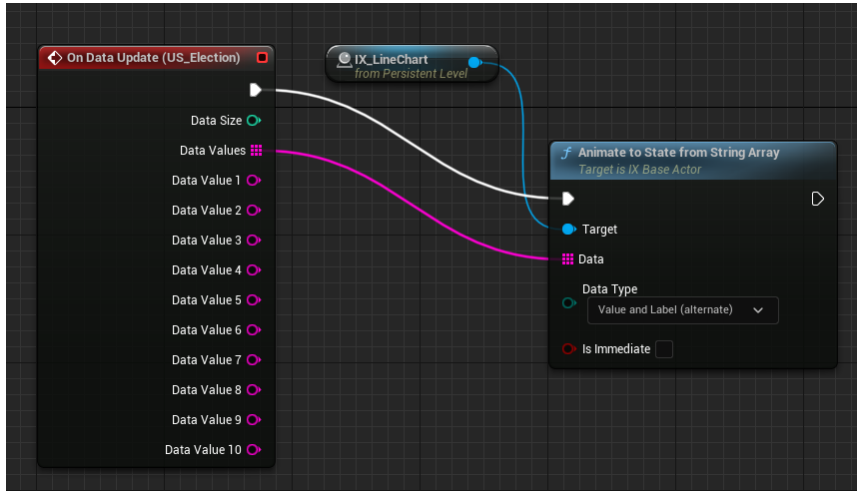 On Data Update (US_Election)
Data Size
Data Values
Data Value 1
Data Value 2
Data Value 3
Data Value 4
Data Value 5
Data Value 6
Data Value 7
Data Value 8
Data Value 9
Data Value 10
IX_LineChart
from Persistent Level
f Animate to State from String Array
Target is IX Base Actor
Target
Data
Data Type
Value and Label (alternate)
Is Immediate